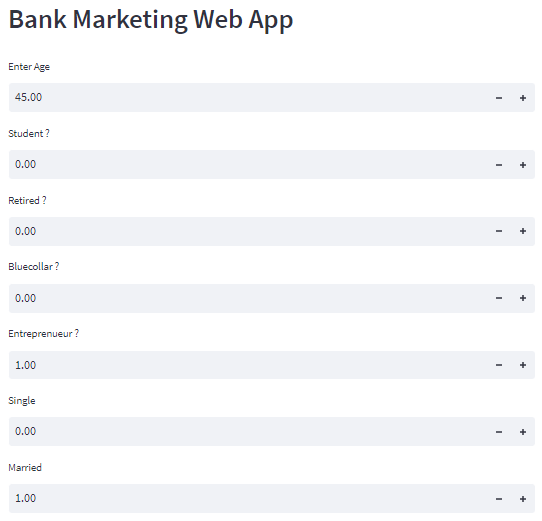 Bank Marketing Web App
Enter Age
45.00
Student ?
0.00
Retired ?
0.00
Bluecollar ?
0.00
Entreprenueur ?
1.00
Single
0.00
Married
1.00